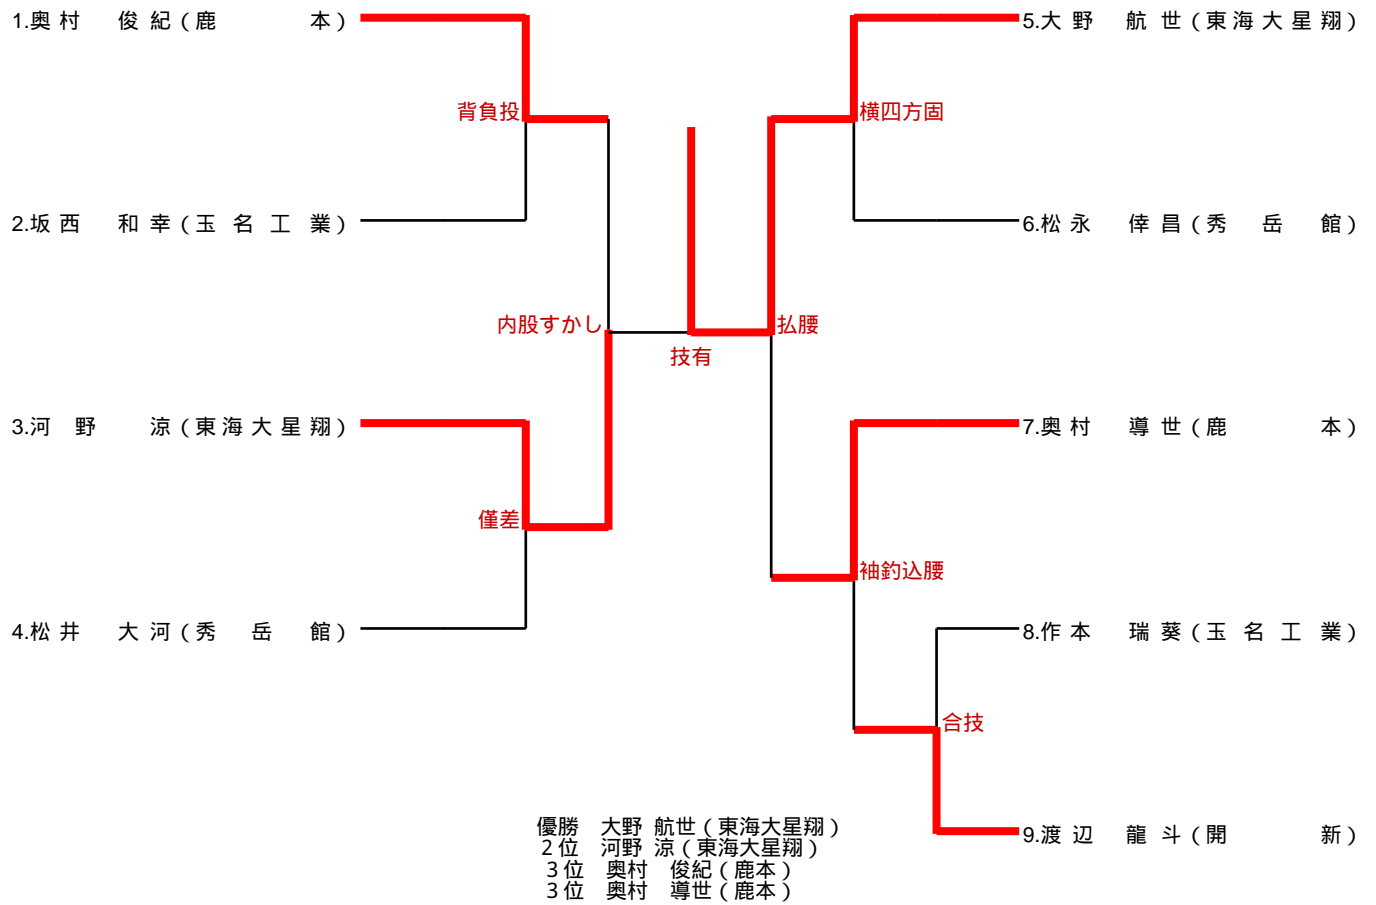 1.奥村 俊紀(鹿 本)
5.大野 航世(東海大星翔)
背負投
横四方固
2.坂西 和幸(玉名工業)
6.松永 倖昌(秀岳館)
内股すかし
払腰
技有
3.河野 涼(東海大星翔)
7.奥村 導世(鹿 本)
僅差
袖釣込腰
4.松井 大河(秀岳館)
8.作本 瑞葵(玉名工業)
合技
9.渡辺 龍斗(開 新)
優勝 大野 航世(東海大星翔)
2位 河野 涼(東海大星翔)
3位 奥村 俊紀(鹿本)
3位 奥村 導世(鹿本)